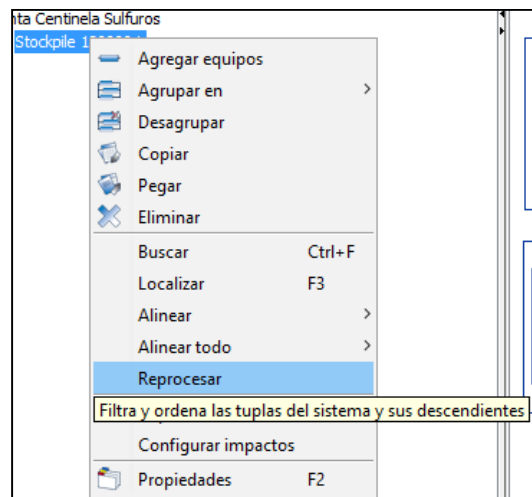 nta Centinela Sulfuros
Stockpile
Agregar equipos
Agrupar en
Desagrupar
Copiar
Pegar
Eliminar
Buscar Ctrl+F
Localizar F3
Alinear
Alinear todo
Reprocesar
Filtra y ordena las tuplas del sistema y sus descendientes
Configurar impactos
Propiedades F2